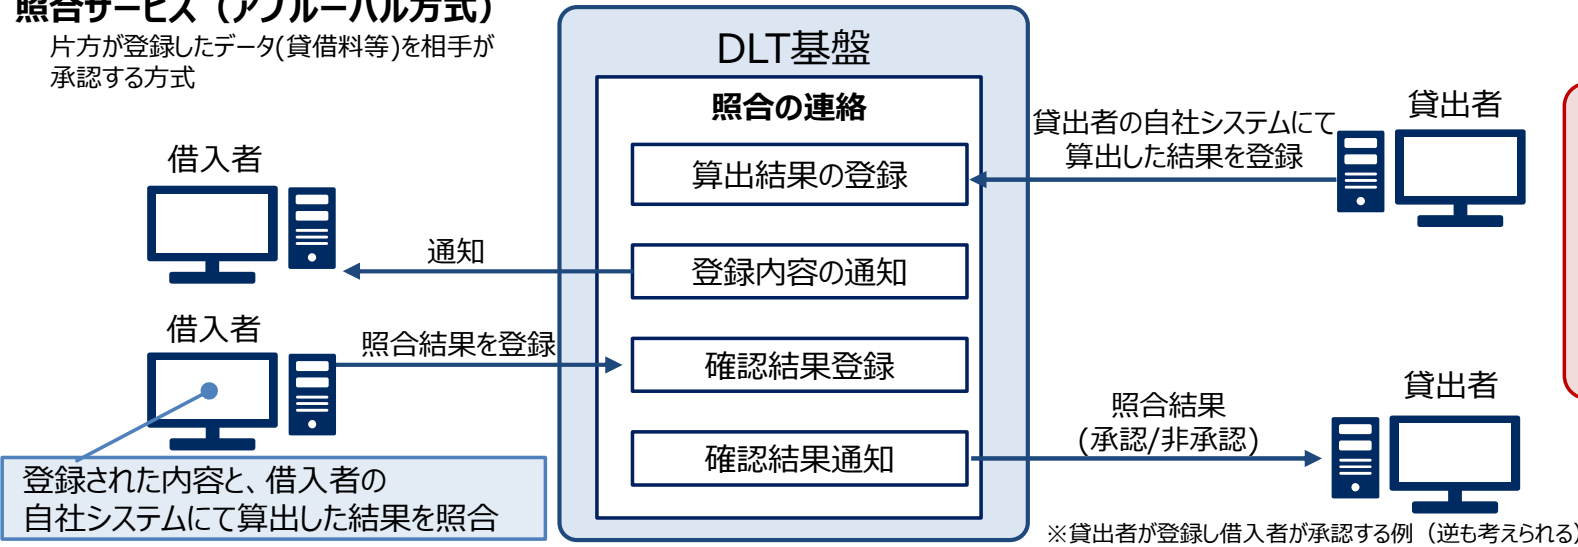 照合サービス（アプルーバル方式）
片方が登録したデータ(貸借料等)を相手が
承認する方式
DLT基盤
照合の連絡
算出結果の登録
登録内容の通知
確認結果登録
確認結果通知
貸出者の自社システムにて
算出した結果を登録
貸出者
借入者
通知
借入者
照合結果を登録
登録された内容と、借入者の
自社システムにて算出した結果を照合
照合結果
(承認/非承認)
貸出者
※貸出者が登録し借入者が承認する例（逆も考えられる）